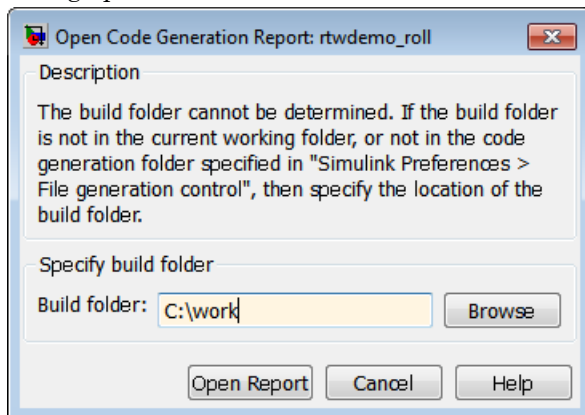 Open Code Generation Report: rtwdemo_roll
Description
The build folder cannot be determined. If the build folder
is not in the current working folder, or not in the code
generation folder specified in "Simulink Preferences >
File generation control", then specify the location of the
build folder.
Specify build folder
Build folder: C:\work Browse
Open Report Cancel Help